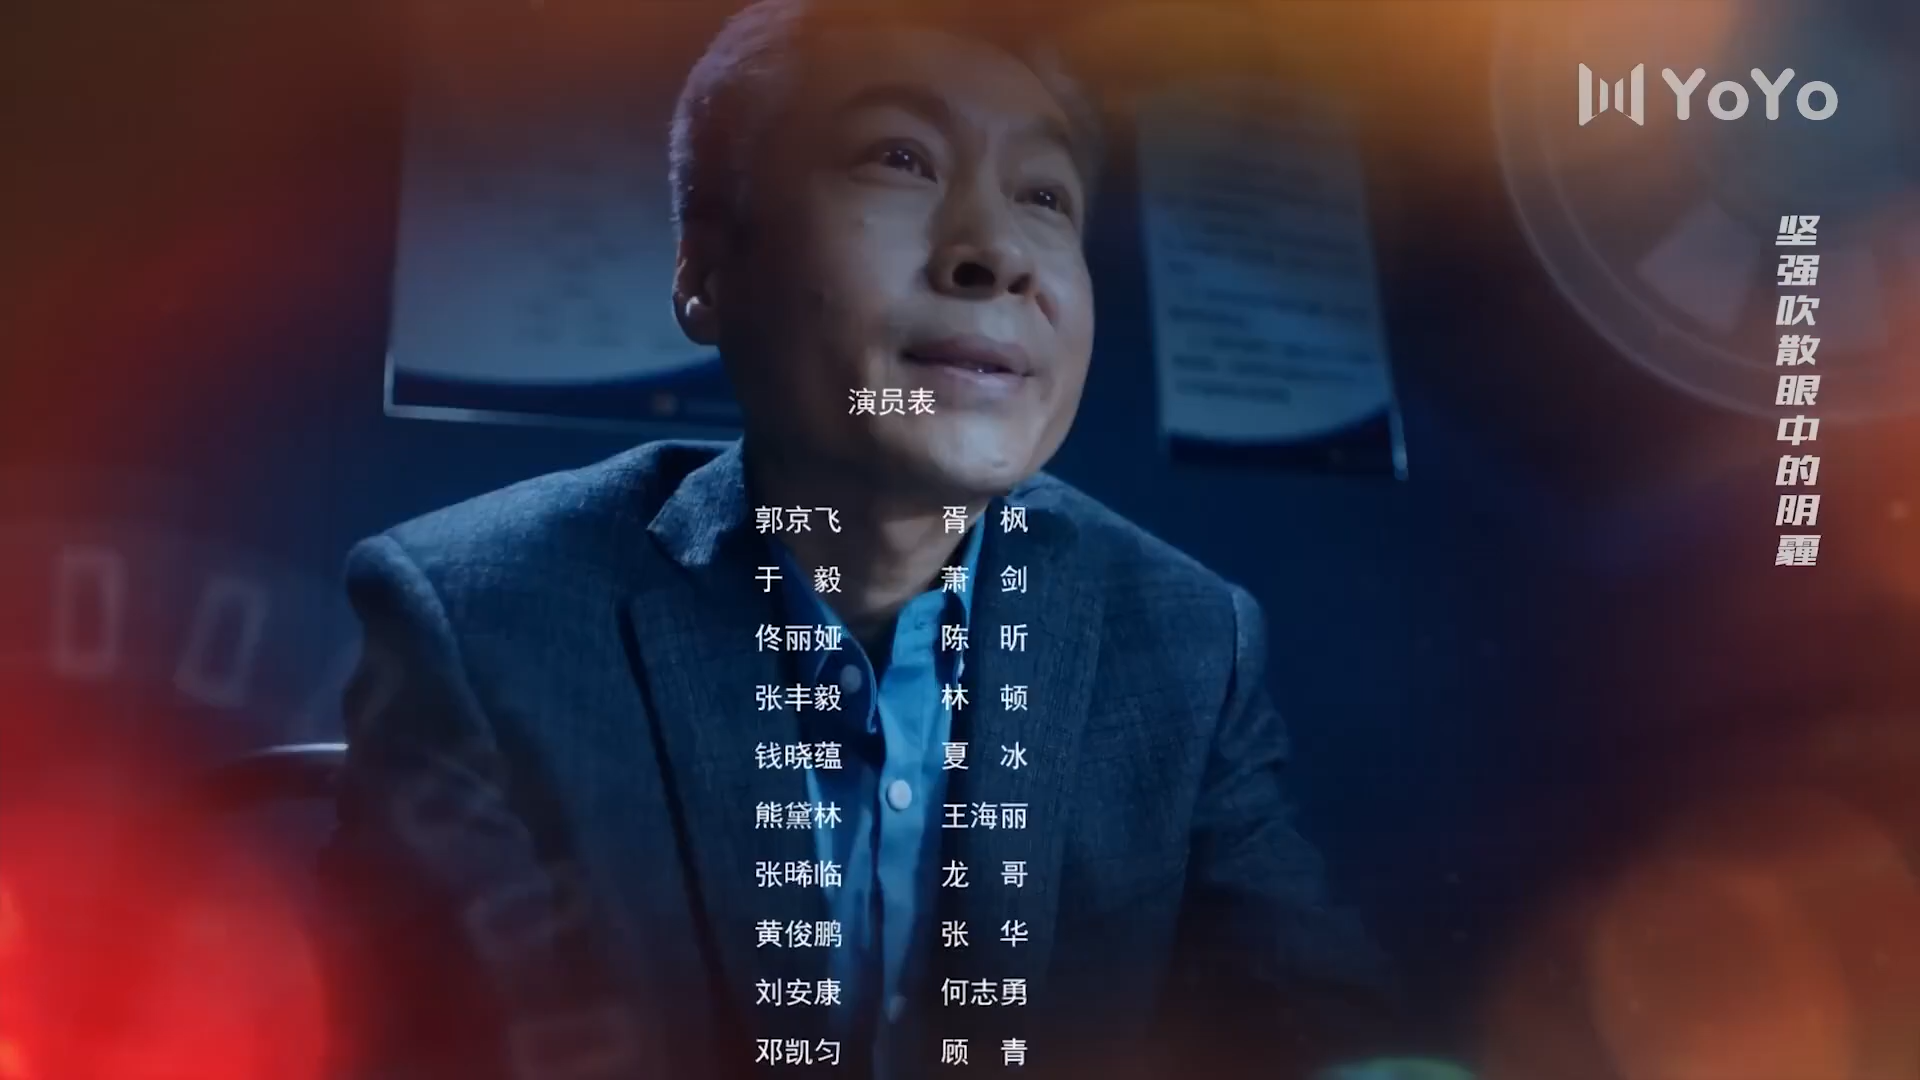 YoYo
坚强吹散眼中的阴霾
演员表
郭京飞 胥 枫
于 毅 萧 剑
佟丽娅 陈 昕
张丰毅 林 顿
钱晓蕴 夏 冰
熊黛林 王海丽
张晞临 龙 哥
黄俊鹏 张 华
刘安康 何志勇
邓凯匀 顾 青